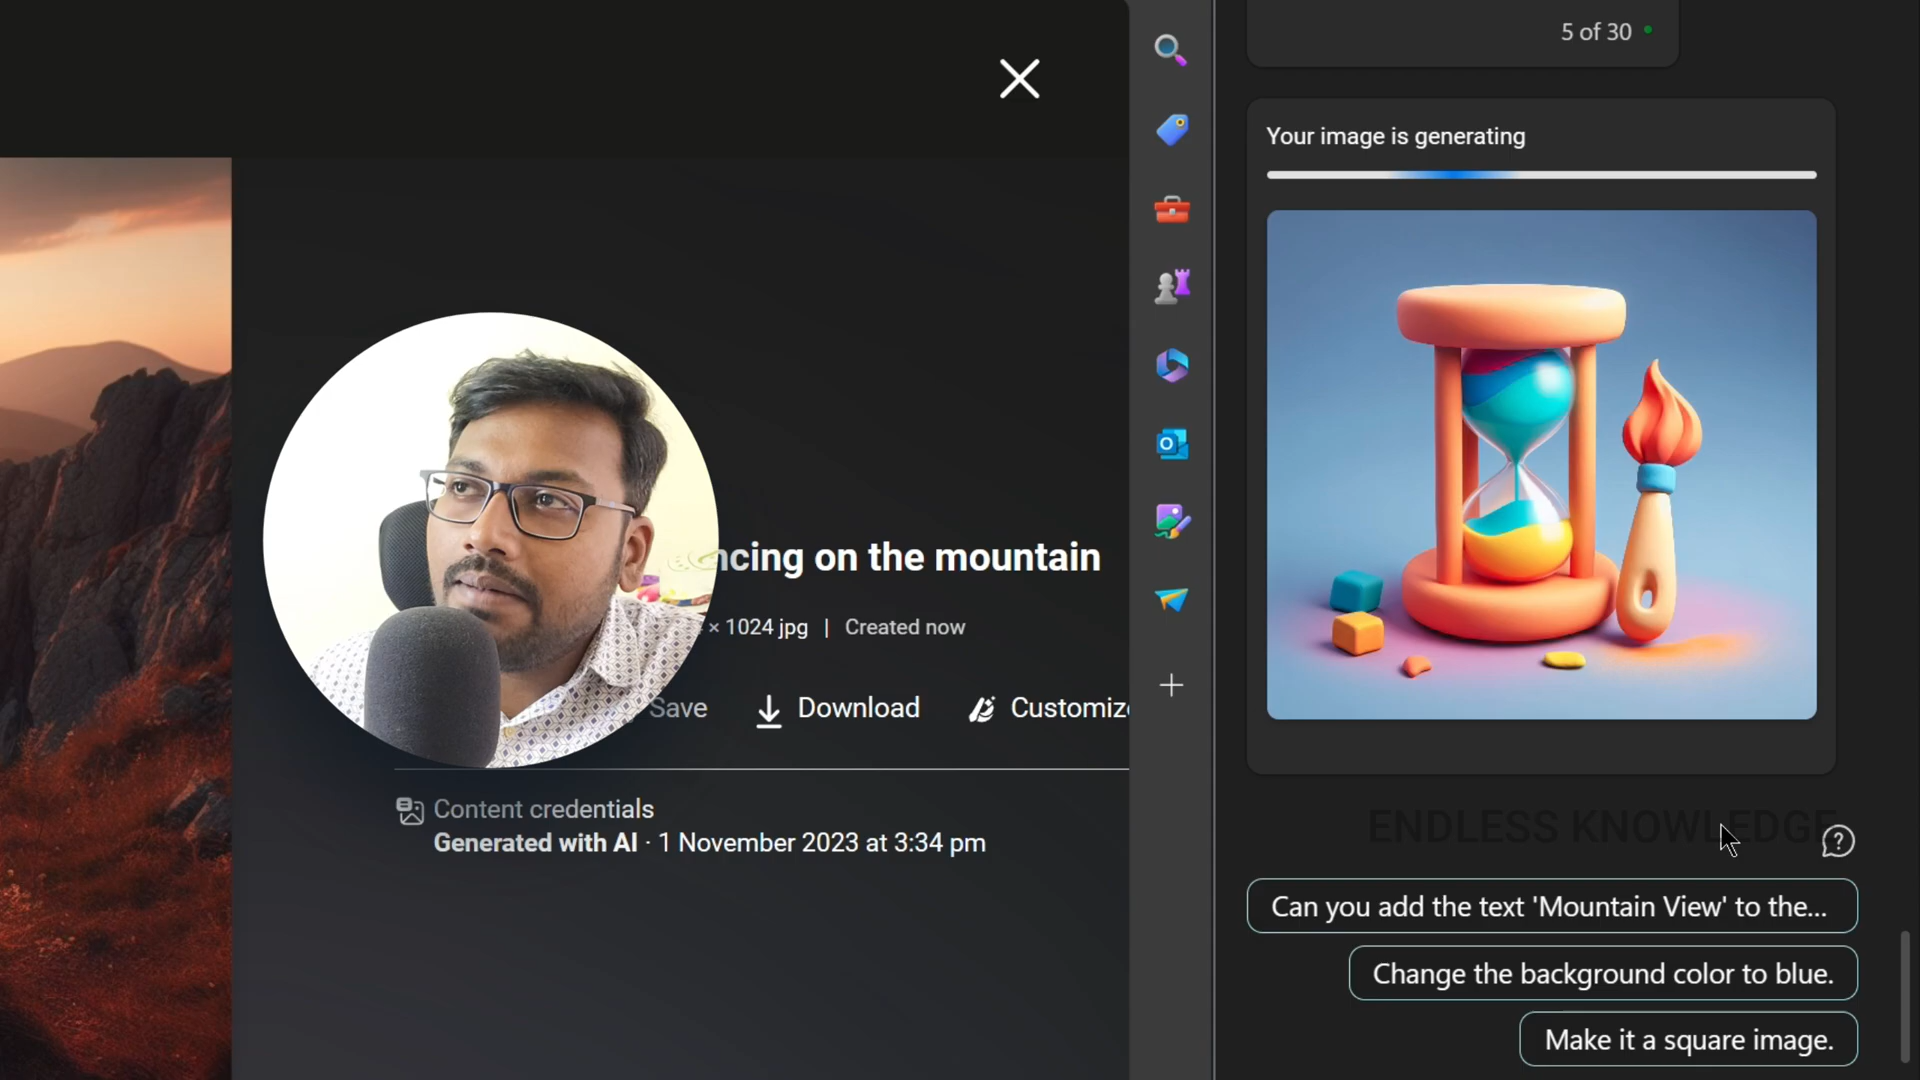 5 of 30
Your image is generating
ncing on the mountain
× 1024 jpg | Created now
Save Download Customize
Content credentials
Generated with AI · 1 November 2023 at 3:34 pm
ENDLESS KNOWLEDGE
Can you add the text 'Mountain View' to the...
Change the background color to blue.
Make it a square image.